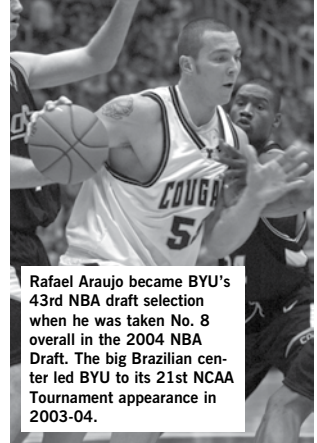 COUGA
5
Rafael Araujo became BYU's
43rd NBA draft selection
when he was taken No. 8
overall in the 2004 NBA
Draft. The big Brazilian cen-
ter led BYU to its 21st NCAA
Tournament appearance in
2003-04.